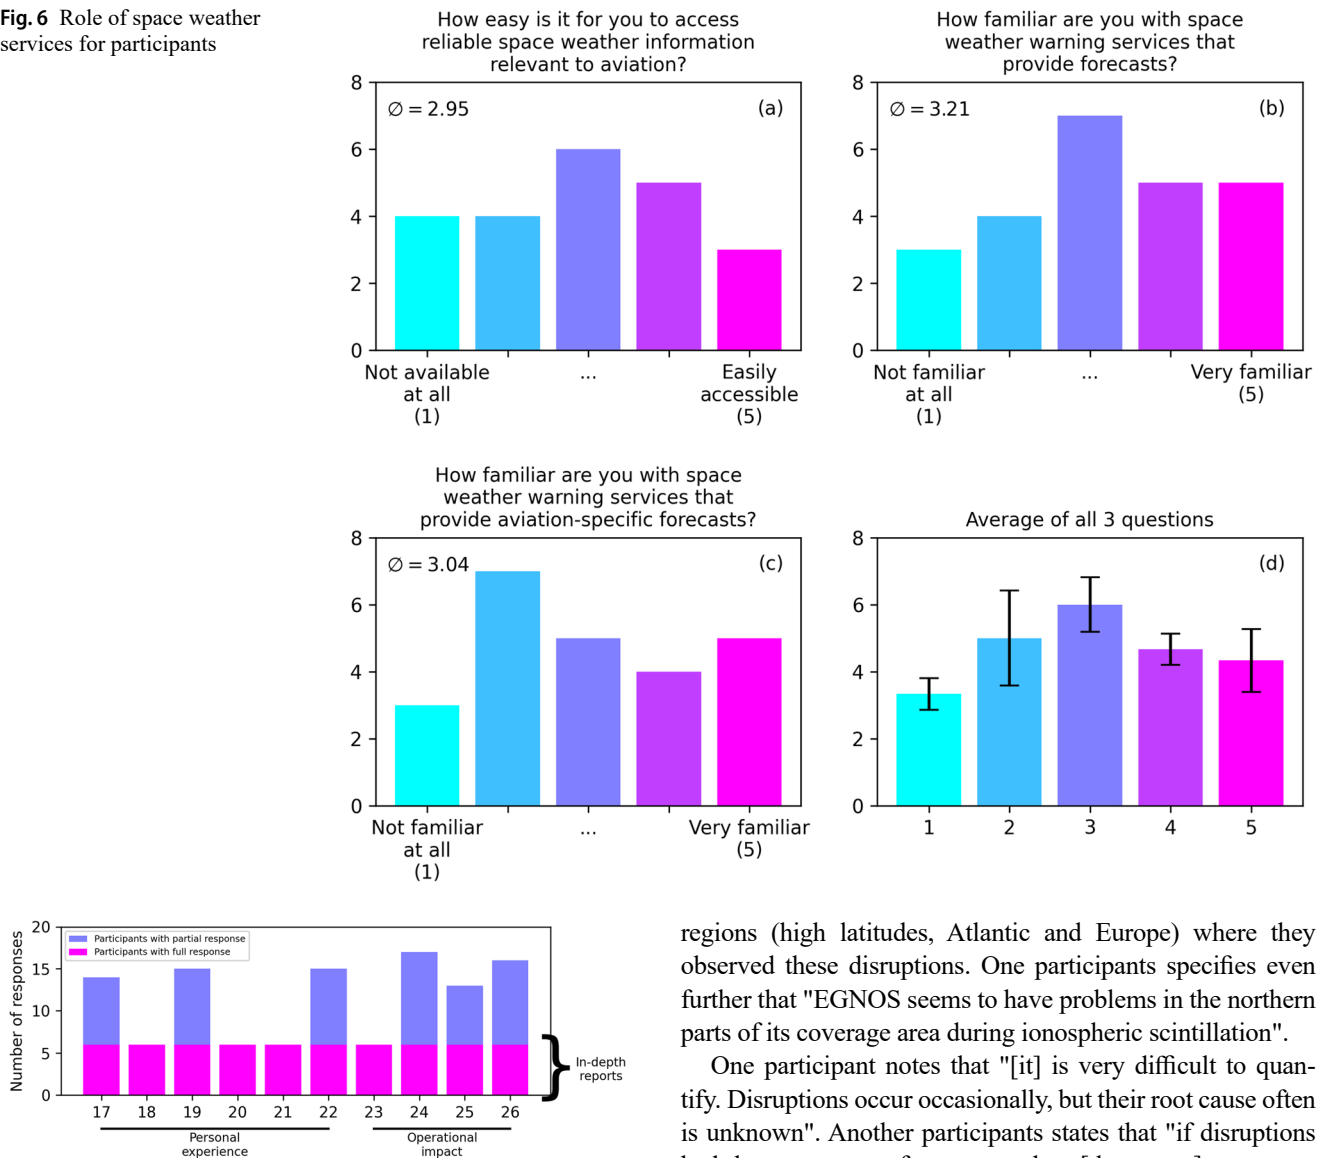 Fig. 6 Role of space weather
services for participants
How easy is it for you to access
reliable space weather information
relevant to aviation?
8
6
4
2
0
∅ = 2.95
(a)
Not available
at all
(1)
...
Easily
accessible
(5)
How familiar are you with space
weather warning services that
provide forecasts?
8
6
4
2
0
∅ = 3.21
(b)
Not familiar
at all
(1)
...
Very familiar
(5)
How familiar are you with space
weather warning services that
provide aviation-specific forecasts?
8
6
4
2
0
∅ = 3.04
(c)
Not familiar
at all
(1)
...
Very familiar
(5)
Average of all 3 questions
8
6
4
2
0
(d)
1 2 3 4 5
Number of responses
20
15
10
5
0
Participants with partial response
Participants with full response
In-depth
reports
17 18 19 20 21 22 23 24 25 26
Personal
experience
Operational
impact
regions (high latitudes, Atlantic and Europe) where they
observed these disruptions. One participants specifies even
further that "EGNOS seems to have problems in the northern
parts of its coverage area during ionospheric scintillation".
One participant notes that "[it] is very difficult to quan-
tify. Disruptions occur occasionally, but their root cause often
is unknown". Another participants states that "if disruptions